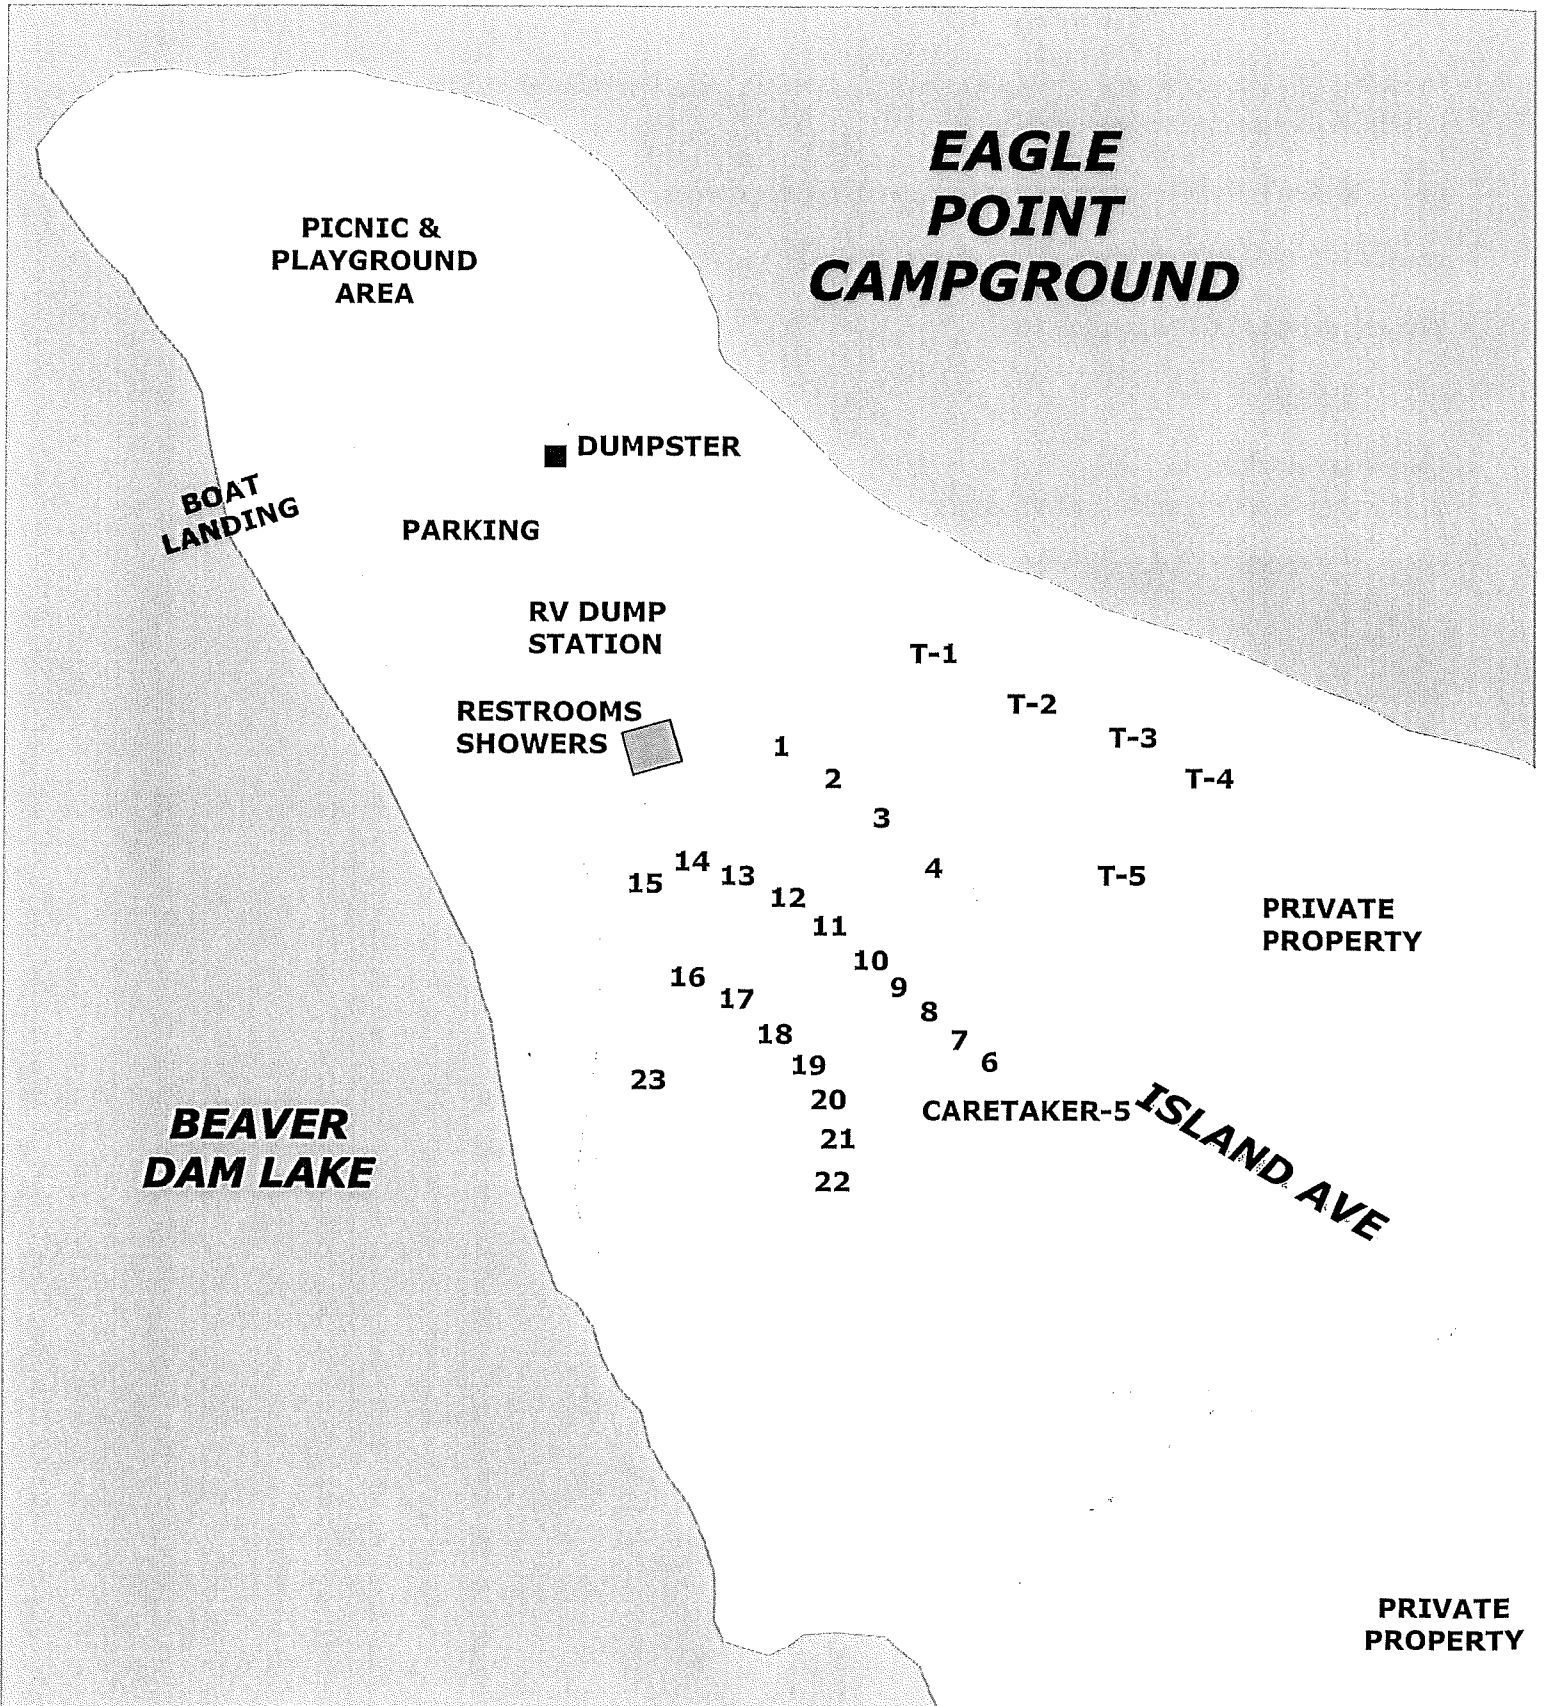 EAGLE
POINT
CAMPGROUND
PICNIC &
PLAYGROUND
AREA
DUMPSTER
BOAT
LANDING
PARKING
RV DUMP
STATION
T-1
T-2
RESTROOMS
SHOWERS
T-3
1
2
T-4
3
4
14
13
15
T-5
12
PRIVATE
PROPERTY
11
10
16
9
17
8
18
7
19
6
23
20
CARETAKER-5
ISLAND AVE
BEAVER
DAM LAKE
21
22
PRIVATE
PROPERTY